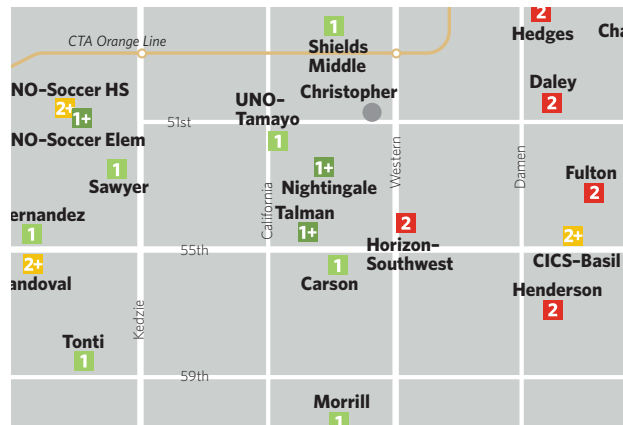 2
Hedges
Cha
1
Shields
Middle
CTA Orange Line
Daley
2
NO–Soccer HS
2+
1+
NO–Soccer Elem
Christopher
UNO–
Tamayo
1
51st
1
Sawyer
1+
Nightingale
Western
California
Damen
Fulton
2
ernandez
1
Talman
1+
2
Horizon–
Southwest
2+
CICS–Basil
55th
2+
andoval
1
Carson
Henderson
2
Kedzie
Tonti
1
59th
Morrill
1